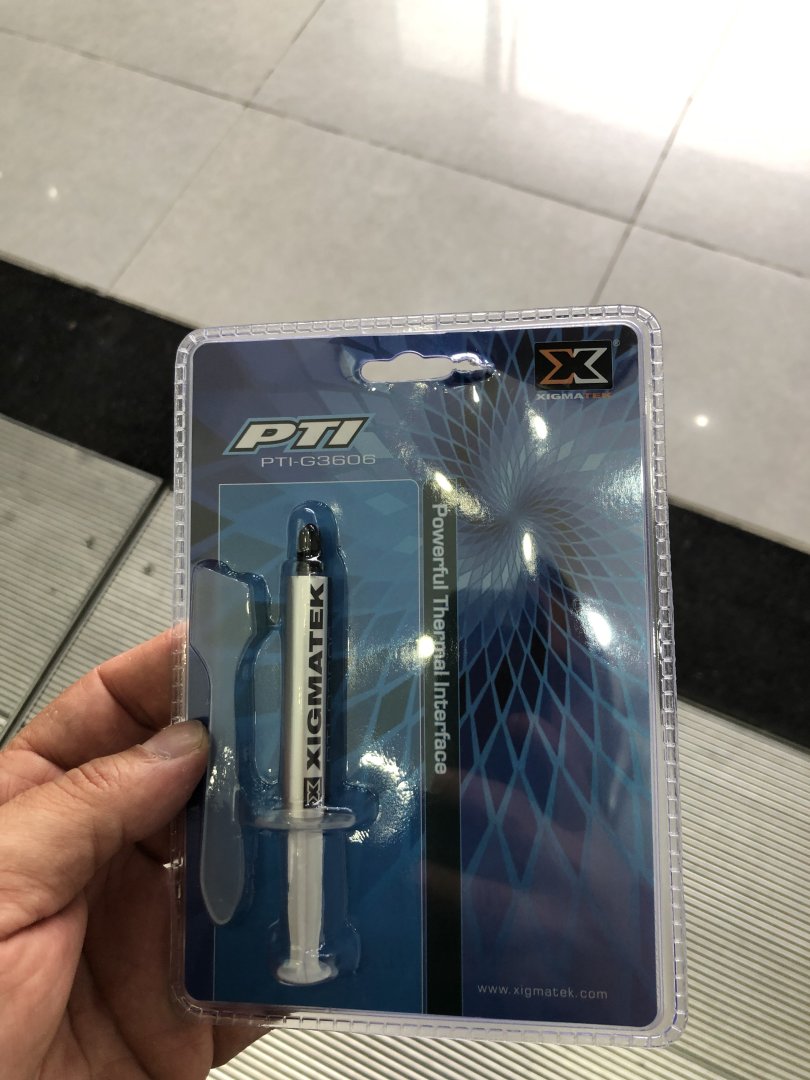 XIGMATEK
®
PTI
PTI-G3606
Powerful Thermal Interface
XIGMATEK
www.xigmatek.com